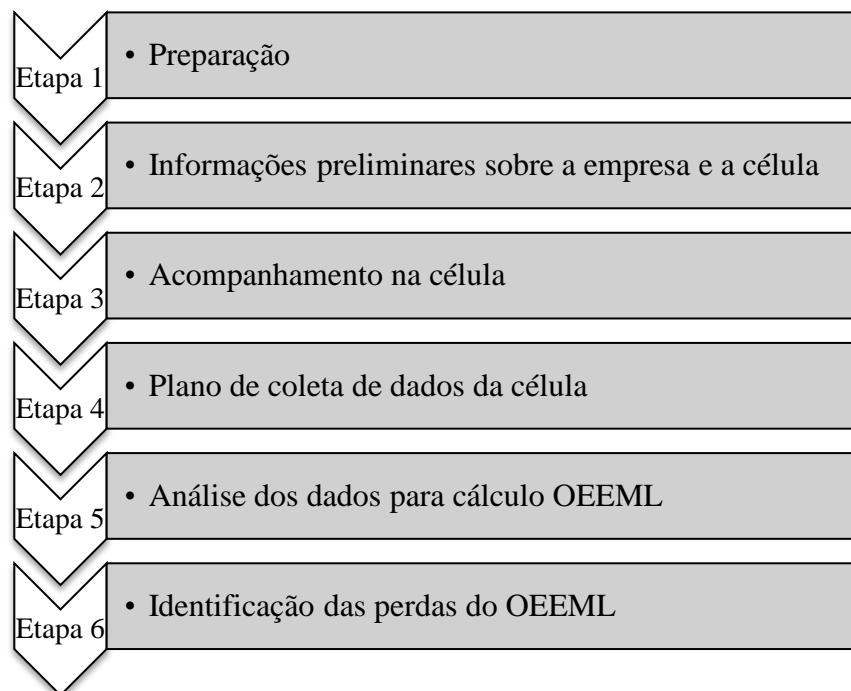 Etapa 1
• Preparação
Etapa 2
• Informações preliminares sobre a empresa e a célula
Etapa 3
• Acompanhamento na célula
Etapa 4
• Plano de coleta de dados da célula
Etapa 5
• Análise dos dados para cálculo OEEML
Etapa 6
• Identificação das perdas do OEEML